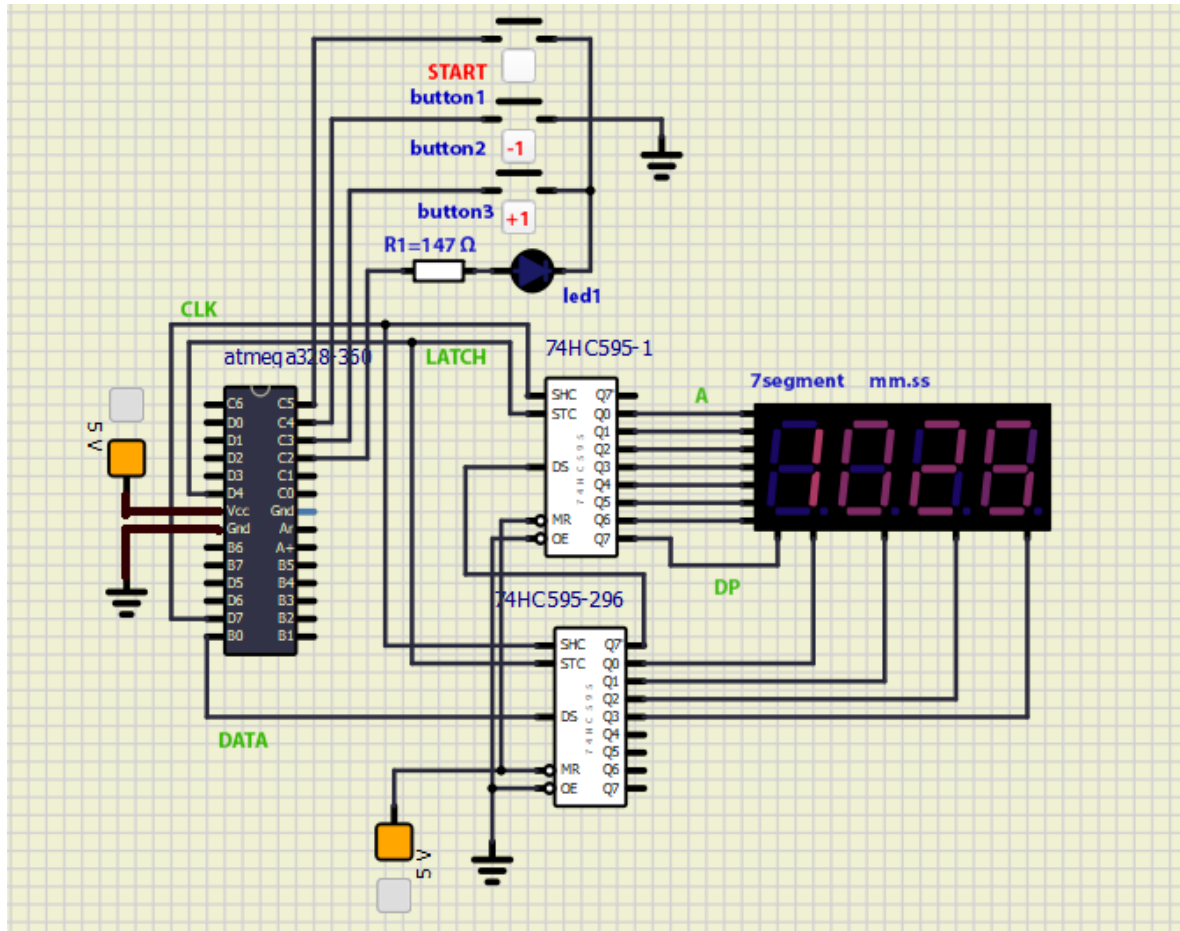 START
button1
button2
-1
button3
+1
R1=147 Ω
led1
CLK
atmega328-360
LATCH
74HC595-1
7segment mm.ss
A
5 V
C6 C5
D0 C4
D1 C3
D2 C2
D3 C1
D4 C0
Vcc Gnd
Gnd Ar
B6 A+
B7 B5
D5 B4
D6 B3
D7 B2
B0 B1
SHC Q7
STC Q0
Q1
Q2
DS Q3
Q4
Q5
MR Q6
OE Q7
74HC595
DP
74HC595-296
SHC Q7
STC Q0
Q1
Q2
DS Q3
Q4
Q5
MR Q6
OE Q7
74HC595
DATA
5 V